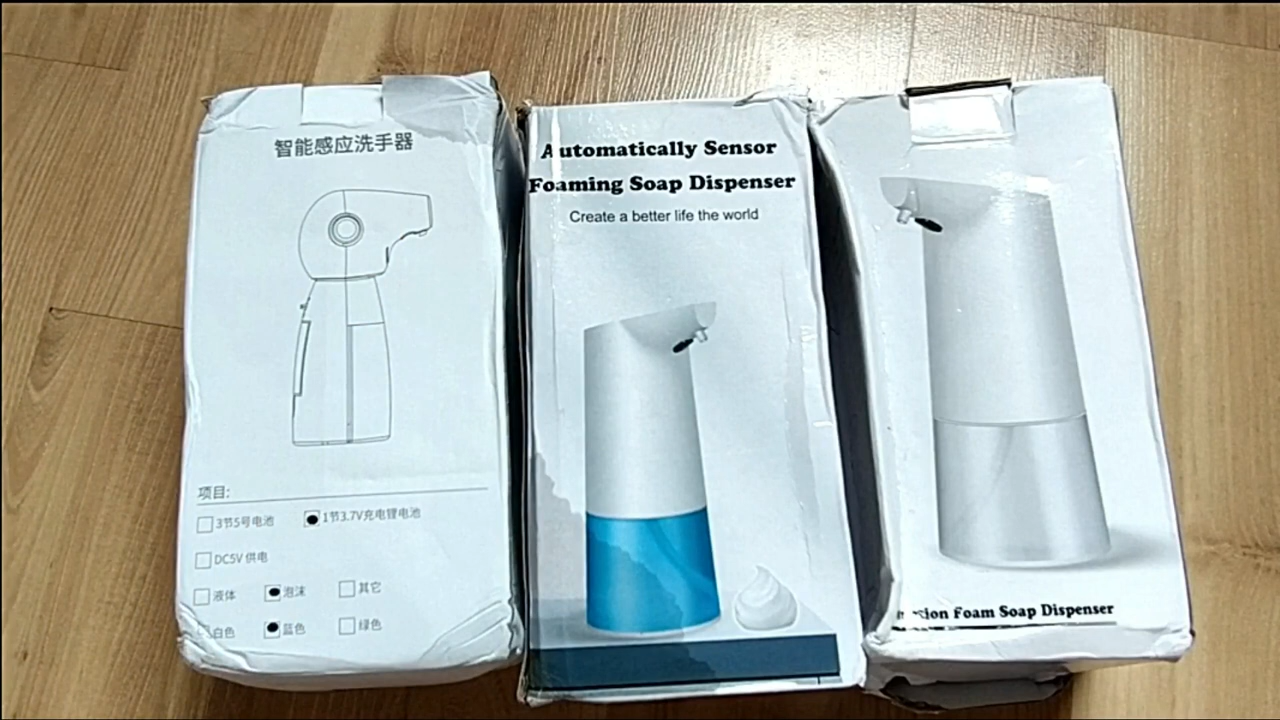 智能感应洗手器
项目:
3节5号电池 1节3.7V充电锂电池
DC5V 供电
液体 泡沫 其它
白色 蓝色 绿色
Automatically Sensor
Foaming Soap Dispenser
Create a better life the world
Foam Soap Dispenser